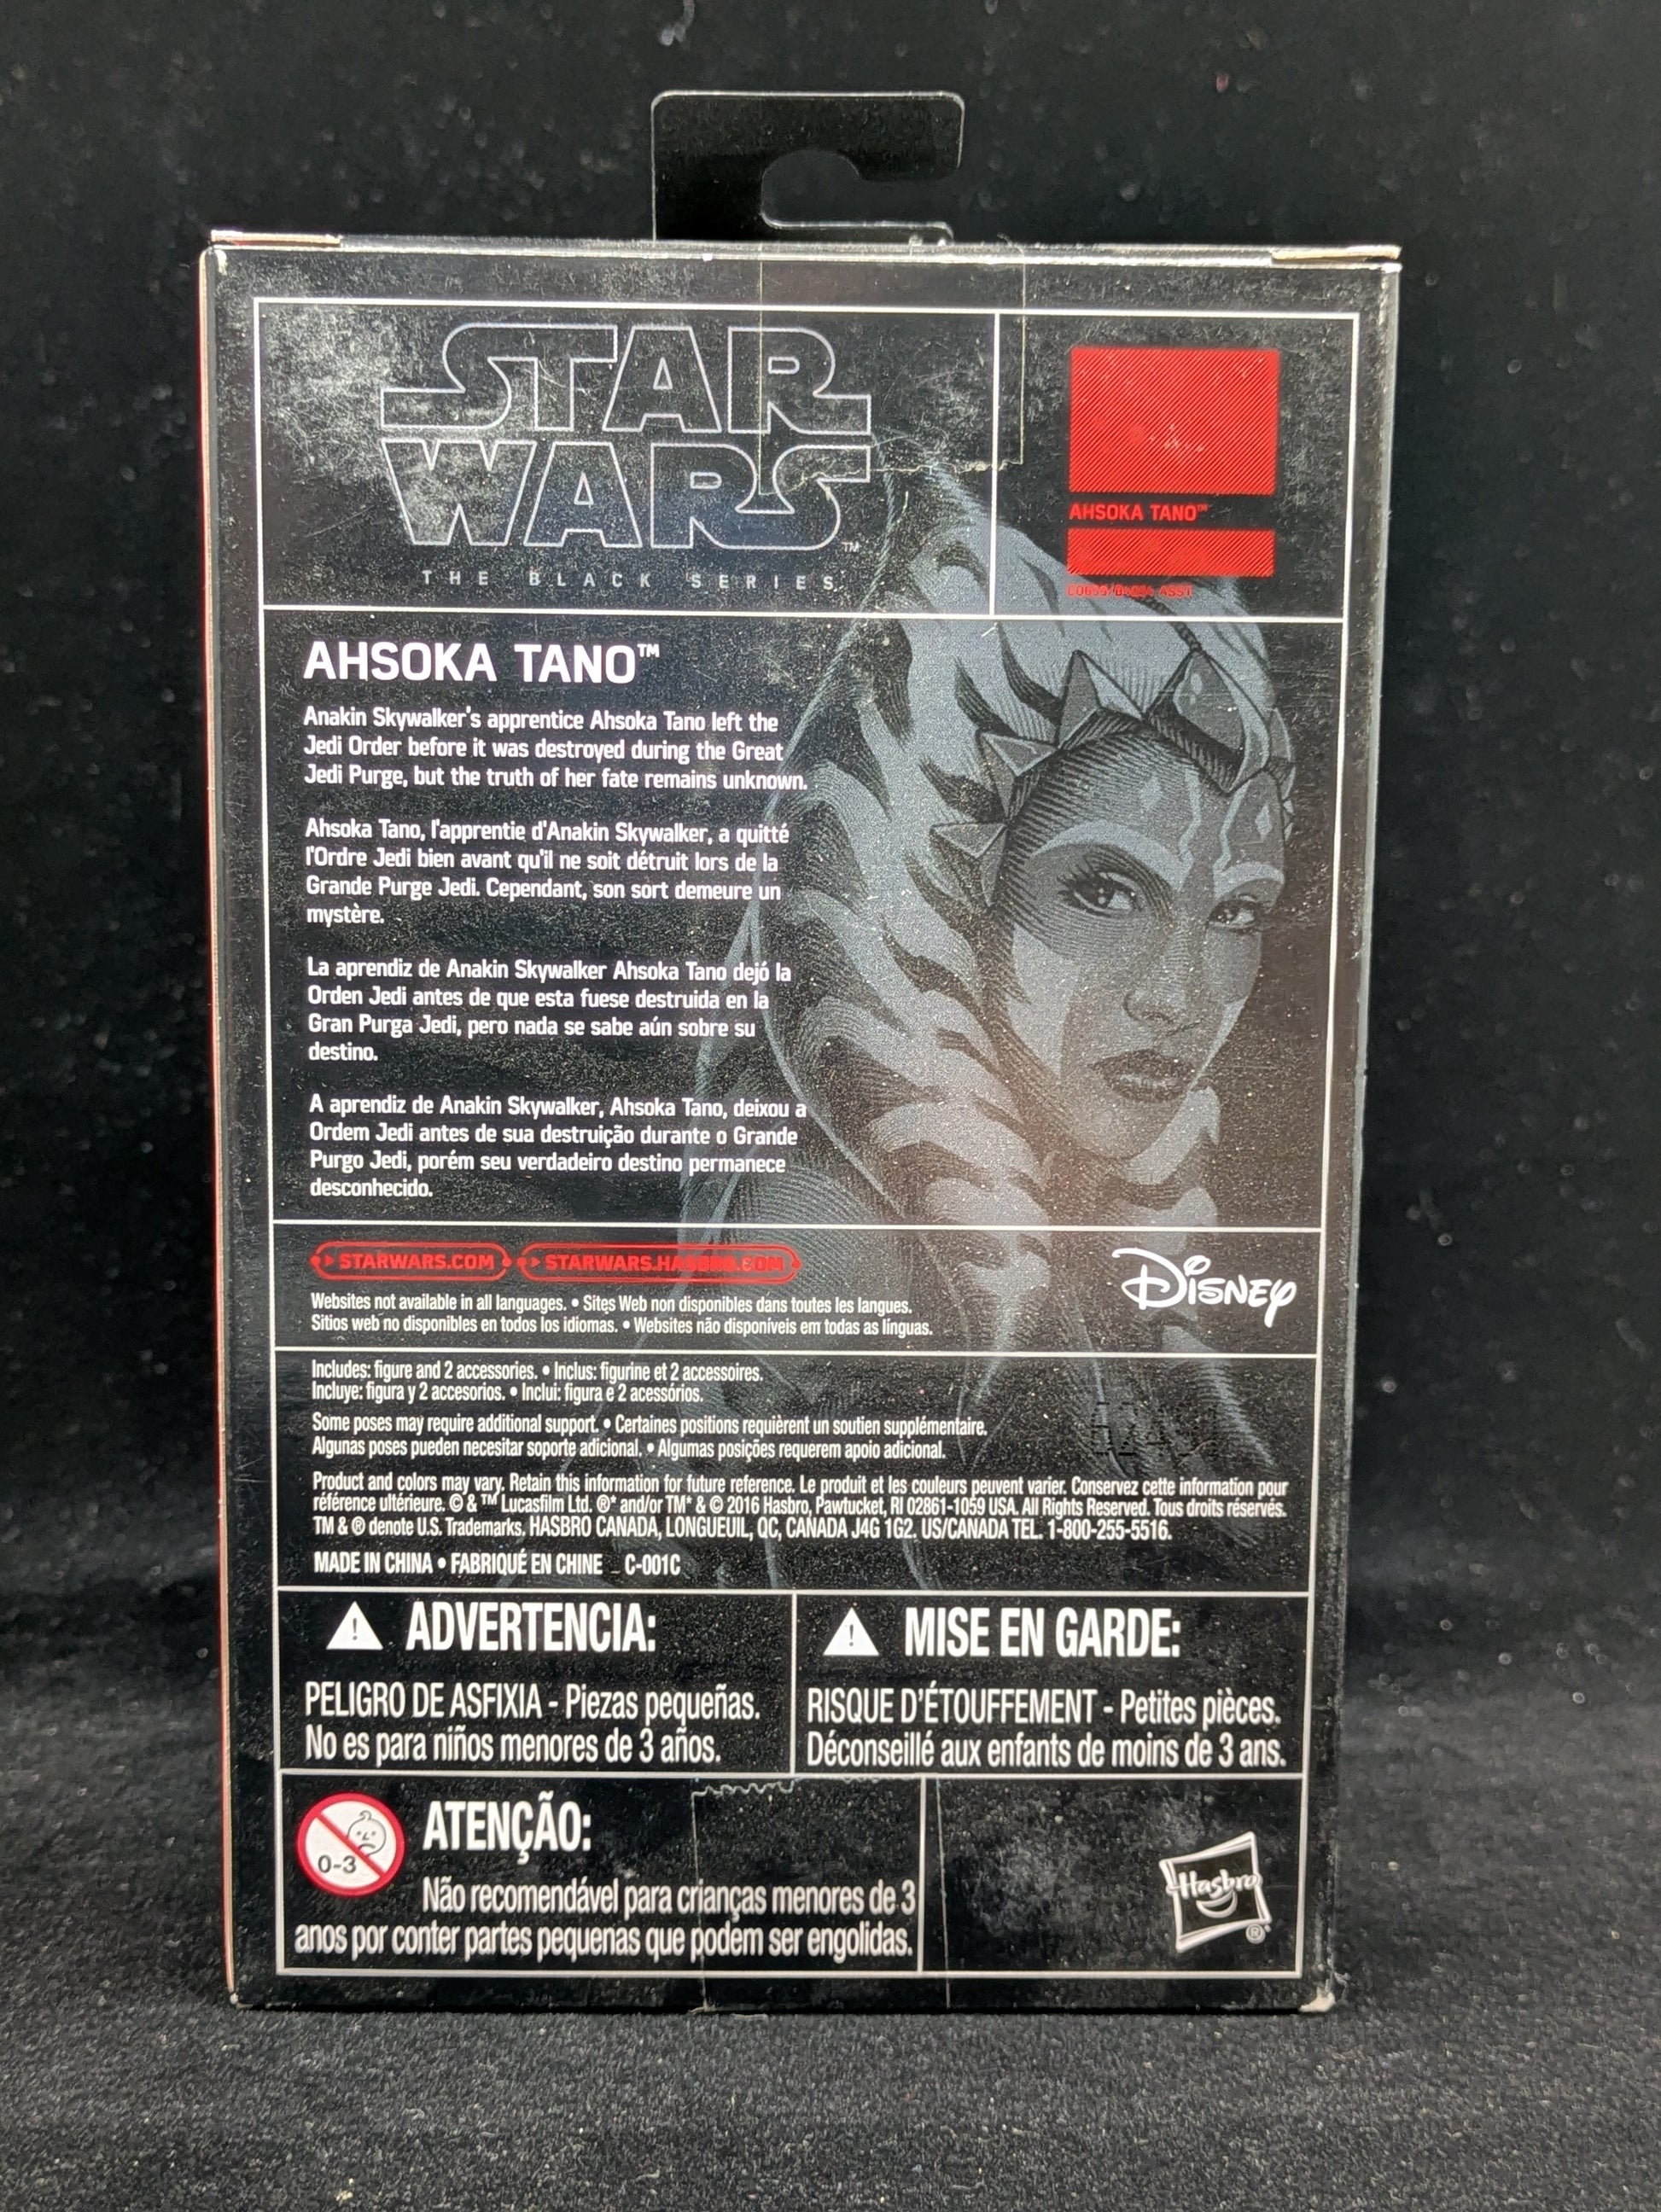 STAR
WARS™
THE BLACK SERIES
AHSOKA TANO™
ASST
AHSOKA TANO™
Anakin Skywalker's apprentice Ahsoka Tano left the
Jedi Order before it was destroyed during the Great
Jedi Purge, but the truth of her fate remains unknown.
Ahsoka Tano, l'apprentie d'Anakin Skywalker, a quitté
l'Ordre Jedi bien avant qu'il ne soit détruit lors de la
Grande Purge Jedi. Cependant, son sort demeure un
mystère.
La aprendiz de Anakin Skywalker Ahsoka Tano dejó la
Orden Jedi antes de que esta fuese destruida en la
Gran Purga Jedi, pero nada se sabe aún sobre su
destino.
A aprendiz de Anakin Skywalker, Ahsoka Tano, deixou a
Ordem Jedi antes de sua destruição durante o Grande
Purgo Jedi, porém seu verdadeiro destino permanece
desconhecido.
STARWARS.COM STARWARS.HASBRO.COM
Disney
Websites not available in all languages. • Sites Web non disponibles dans toutes les langues.
Sitios web no disponibles en todos los idiomas. • Websites não disponíveis em todas as línguas.
Includes: figure and 2 accessories. • Inclus: figurine et 2 accessoires.
Incluye: figura y 2 accesorios. • Inclui: figura e 2 acessórios.
Some poses may require additional support. • Certaines positions requièrent un soutien supplémentaire.
Algunas poses pueden necesitar soporte adicional. • Algumas posições requerem apoio adicional.
Product and colors may vary. Retain this information for future reference. Le produit et les couleurs peuvent varier. Conservez cette information pour
référence ultérieure. © & ™ Lucasfilm Ltd. ®* and/or TM* & © 2016 Hasbro, Pawtucket, RI 02861-1059 USA. All Rights Reserved. Tous droits réservés.
TM & ® denote U.S. Trademarks. HASBRO CANADA, LONGUEUIL, QC, CANADA J4G 1G2. US/CANADA TEL. 1-800-255-5516.
MADE IN CHINA • FABRIQUÉ EN CHINE _ C-001C
ADVERTENCIA:
PELIGRO DE ASFIXIA - Piezas pequeñas.
No es para niños menores de 3 años.
MISE EN GARDE:
RISQUE D'ÉTOUFFEMENT - Petites pièces.
Déconseillé aux enfants de moins de 3 ans.
0-3
ATENÇÃO:
Não recomendável para crianças menores de 3
anos por conter partes pequenas que podem ser engolidas.
Hasbro®